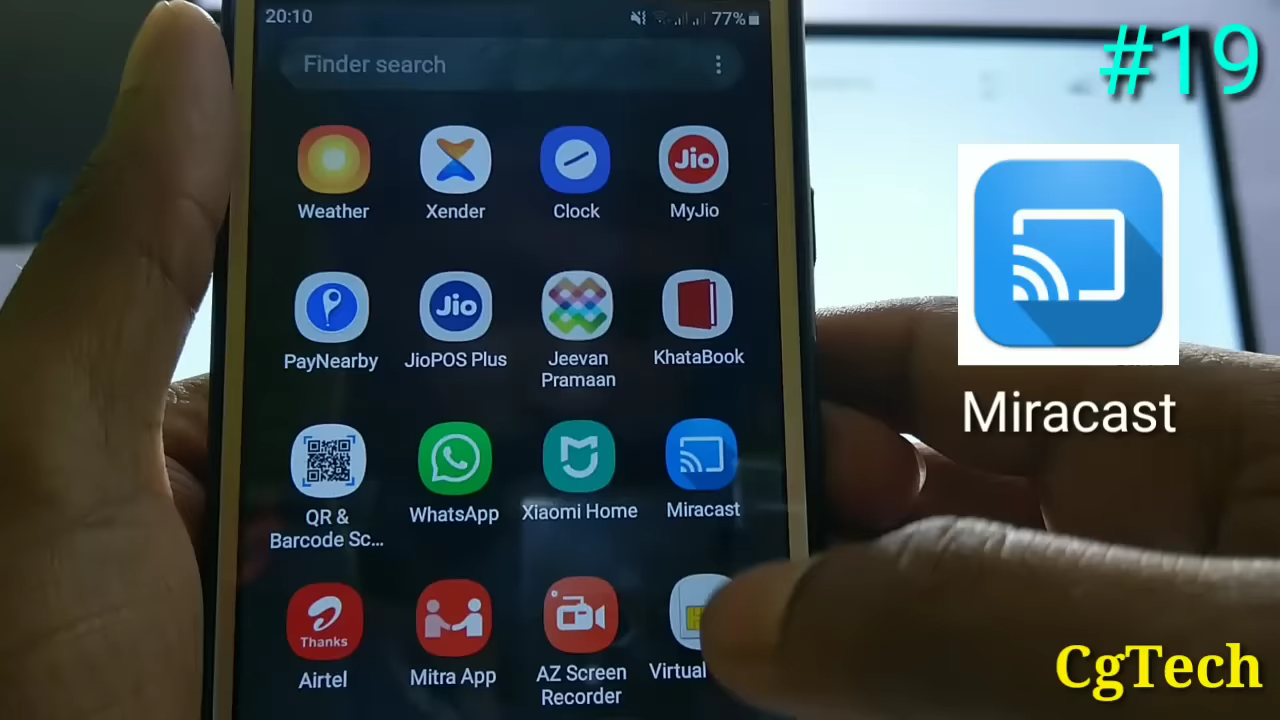 20:10
77%
#19
Finder search
Weather
Xender
Clock
Jio
MyJio
PayNearby
Jio
JioPOS Plus
Jeevan
Pramaan
KhataBook
Miracast
QR &
Barcode Sc...
WhatsApp
Xiaomi Home
Miracast
Thanks
Airtel
Mitra App
AZ Screen
Recorder
Virtual
CgTech